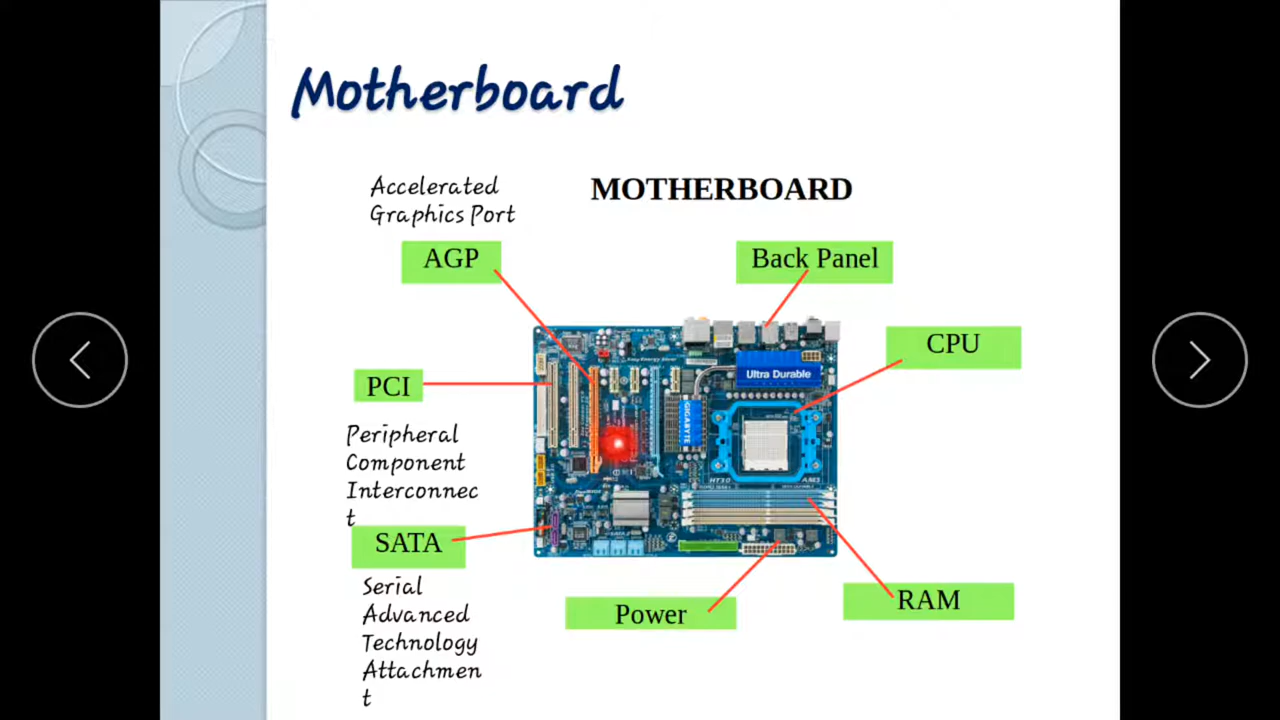 Motherboard
Accelerated
Graphics Port
MOTHERBOARD
AGP
Back Panel
CPU
PCI
Ultra Durable
GIGABYTE
Peripheral
Component
Interconnec
t
SATA
Serial
Advanced
Technology
Attachmen
t
Power
RAM